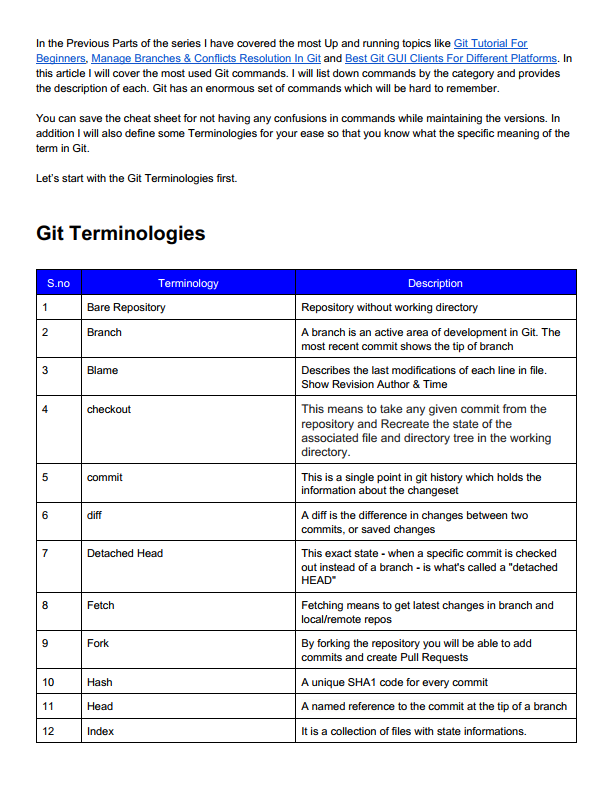 In the Previous Parts of the series I have covered the most Up and running topics like Git Tutorial For
Beginners, Manage Branches & Conflicts Resolution In Git and Best Git GUI Clients For Different Platforms. In
this article I will cover the most used Git commands. I will list down commands by the category and provides
the description of each. Git has an enormous set of commands which will be hard to remember.
You can save the cheat sheet for not having any confusions in commands while maintaining the versions. In
addition I will also define some Terminologies for your ease so that you know what the specific meaning of the
term in Git.
Let's start with the Git Terminologies first.
Git Terminologies
S.no Terminology Description
1 Bare Repository Repository without working directory
2 Branch A branch is an active area of development in Git. The
most recent commit shows the tip of branch
3 Blame Describes the last modifications of each line in file.
Show Revision Author & Time
4 checkout This means to take any given commit from the
repository and Recreate the state of the
associated file and directory tree in the working
directory.
5 commit This is a single point in git history which holds the
information about the changeset
6 diff A diff is the difference in changes between two
commits, or saved changes
7 Detached Head This exact state - when a specific commit is checked
out instead of a branch - is what's called a "detached
HEAD"
8 Fetch Fetching means to get latest changes in branch and
local/remote repos
9 Fork By forking the repository you will be able to add
commits and create Pull Requests
10 Hash A unique SHA1 code for every commit
11 Head A named reference to the commit at the tip of a branch
12 Index It is a collection of files with state informations.